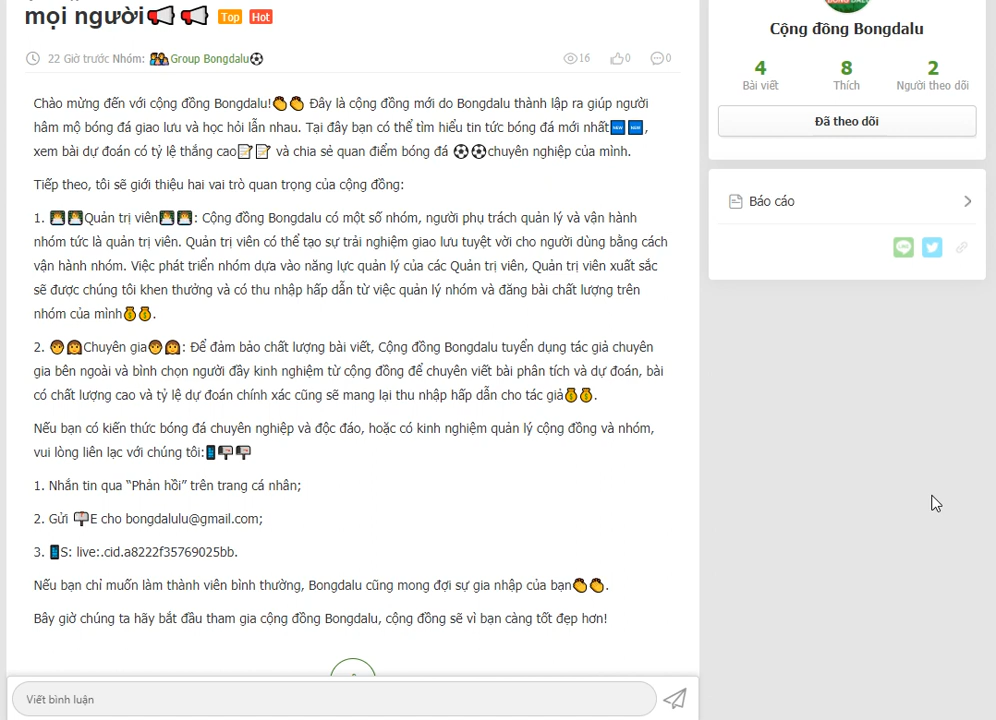 mọi người Top Hot
22 Giờ trước Nhóm: Group Bongdalu 16 0 0
Chào mừng đến với cộng đồng Bongdalu! Đây là cộng đồng mới do Bongdalu thành lập ra giúp người
hâm mộ bóng đá giao lưu và học hỏi lẫn nhau. Tại đây bạn có thể tìm hiểu tin tức bóng đá mới nhất,
xem bài dự đoán có tỷ lệ thắng cao và chia sẻ quan điểm bóng đá chuyên nghiệp của mình.
Tiếp theo, tôi sẽ giới thiệu hai vai trò quan trọng của cộng đồng:
1. Quản trị viên: Cộng đồng Bongdalu có một số nhóm, người phụ trách quản lý và vận hành
nhóm tức là quản trị viên. Quản trị viên có thể tạo sự trải nghiệm giao lưu tuyệt vời cho người dùng bằng cách
vận hành nhóm. Việc phát triển nhóm dựa vào năng lực quản lý của các Quản trị viên, Quản trị viên xuất sắc
sẽ được chúng tôi khen thưởng và có thu nhập hấp dẫn từ việc quản lý nhóm và đăng bài chất lượng trên
nhóm của mình.
2. Chuyên gia: Để đảm bảo chất lượng bài viết, Cộng đồng Bongdalu tuyển dụng tác giả chuyên
gia bên ngoài và bình chọn người đầy kinh nghiệm từ cộng đồng để chuyên viết bài phân tích và dự đoán, bài
có chất lượng cao và tỷ lệ dự đoán chính xác cũng sẽ mang lại thu nhập hấp dẫn cho tác giả.
Nếu bạn có kiến thức bóng đá chuyên nghiệp và độc đáo, hoặc có kinh nghiệm quản lý cộng đồng và nhóm,
vui lòng liên lạc với chúng tôi:
1. Nhắn tin qua “Phản hồi” trên trang cá nhân;
2. Gửi E cho bongdalulu@gmail.com;
3. S: live:.cid.a8222f35769025bb.
Nếu bạn chỉ muốn làm thành viên bình thường, Bongdalu cũng mong đợi sự gia nhập của bạn.
Bây giờ chúng ta hãy bắt đầu tham gia cộng đồng Bongdalu, cộng đồng sẽ vì bạn càng tốt đẹp hơn!
Viết bình luận
Cộng đồng Bongdalu
4 8 2
Bài viết Thích Người theo dõi
Đã theo dõi
Báo cáo